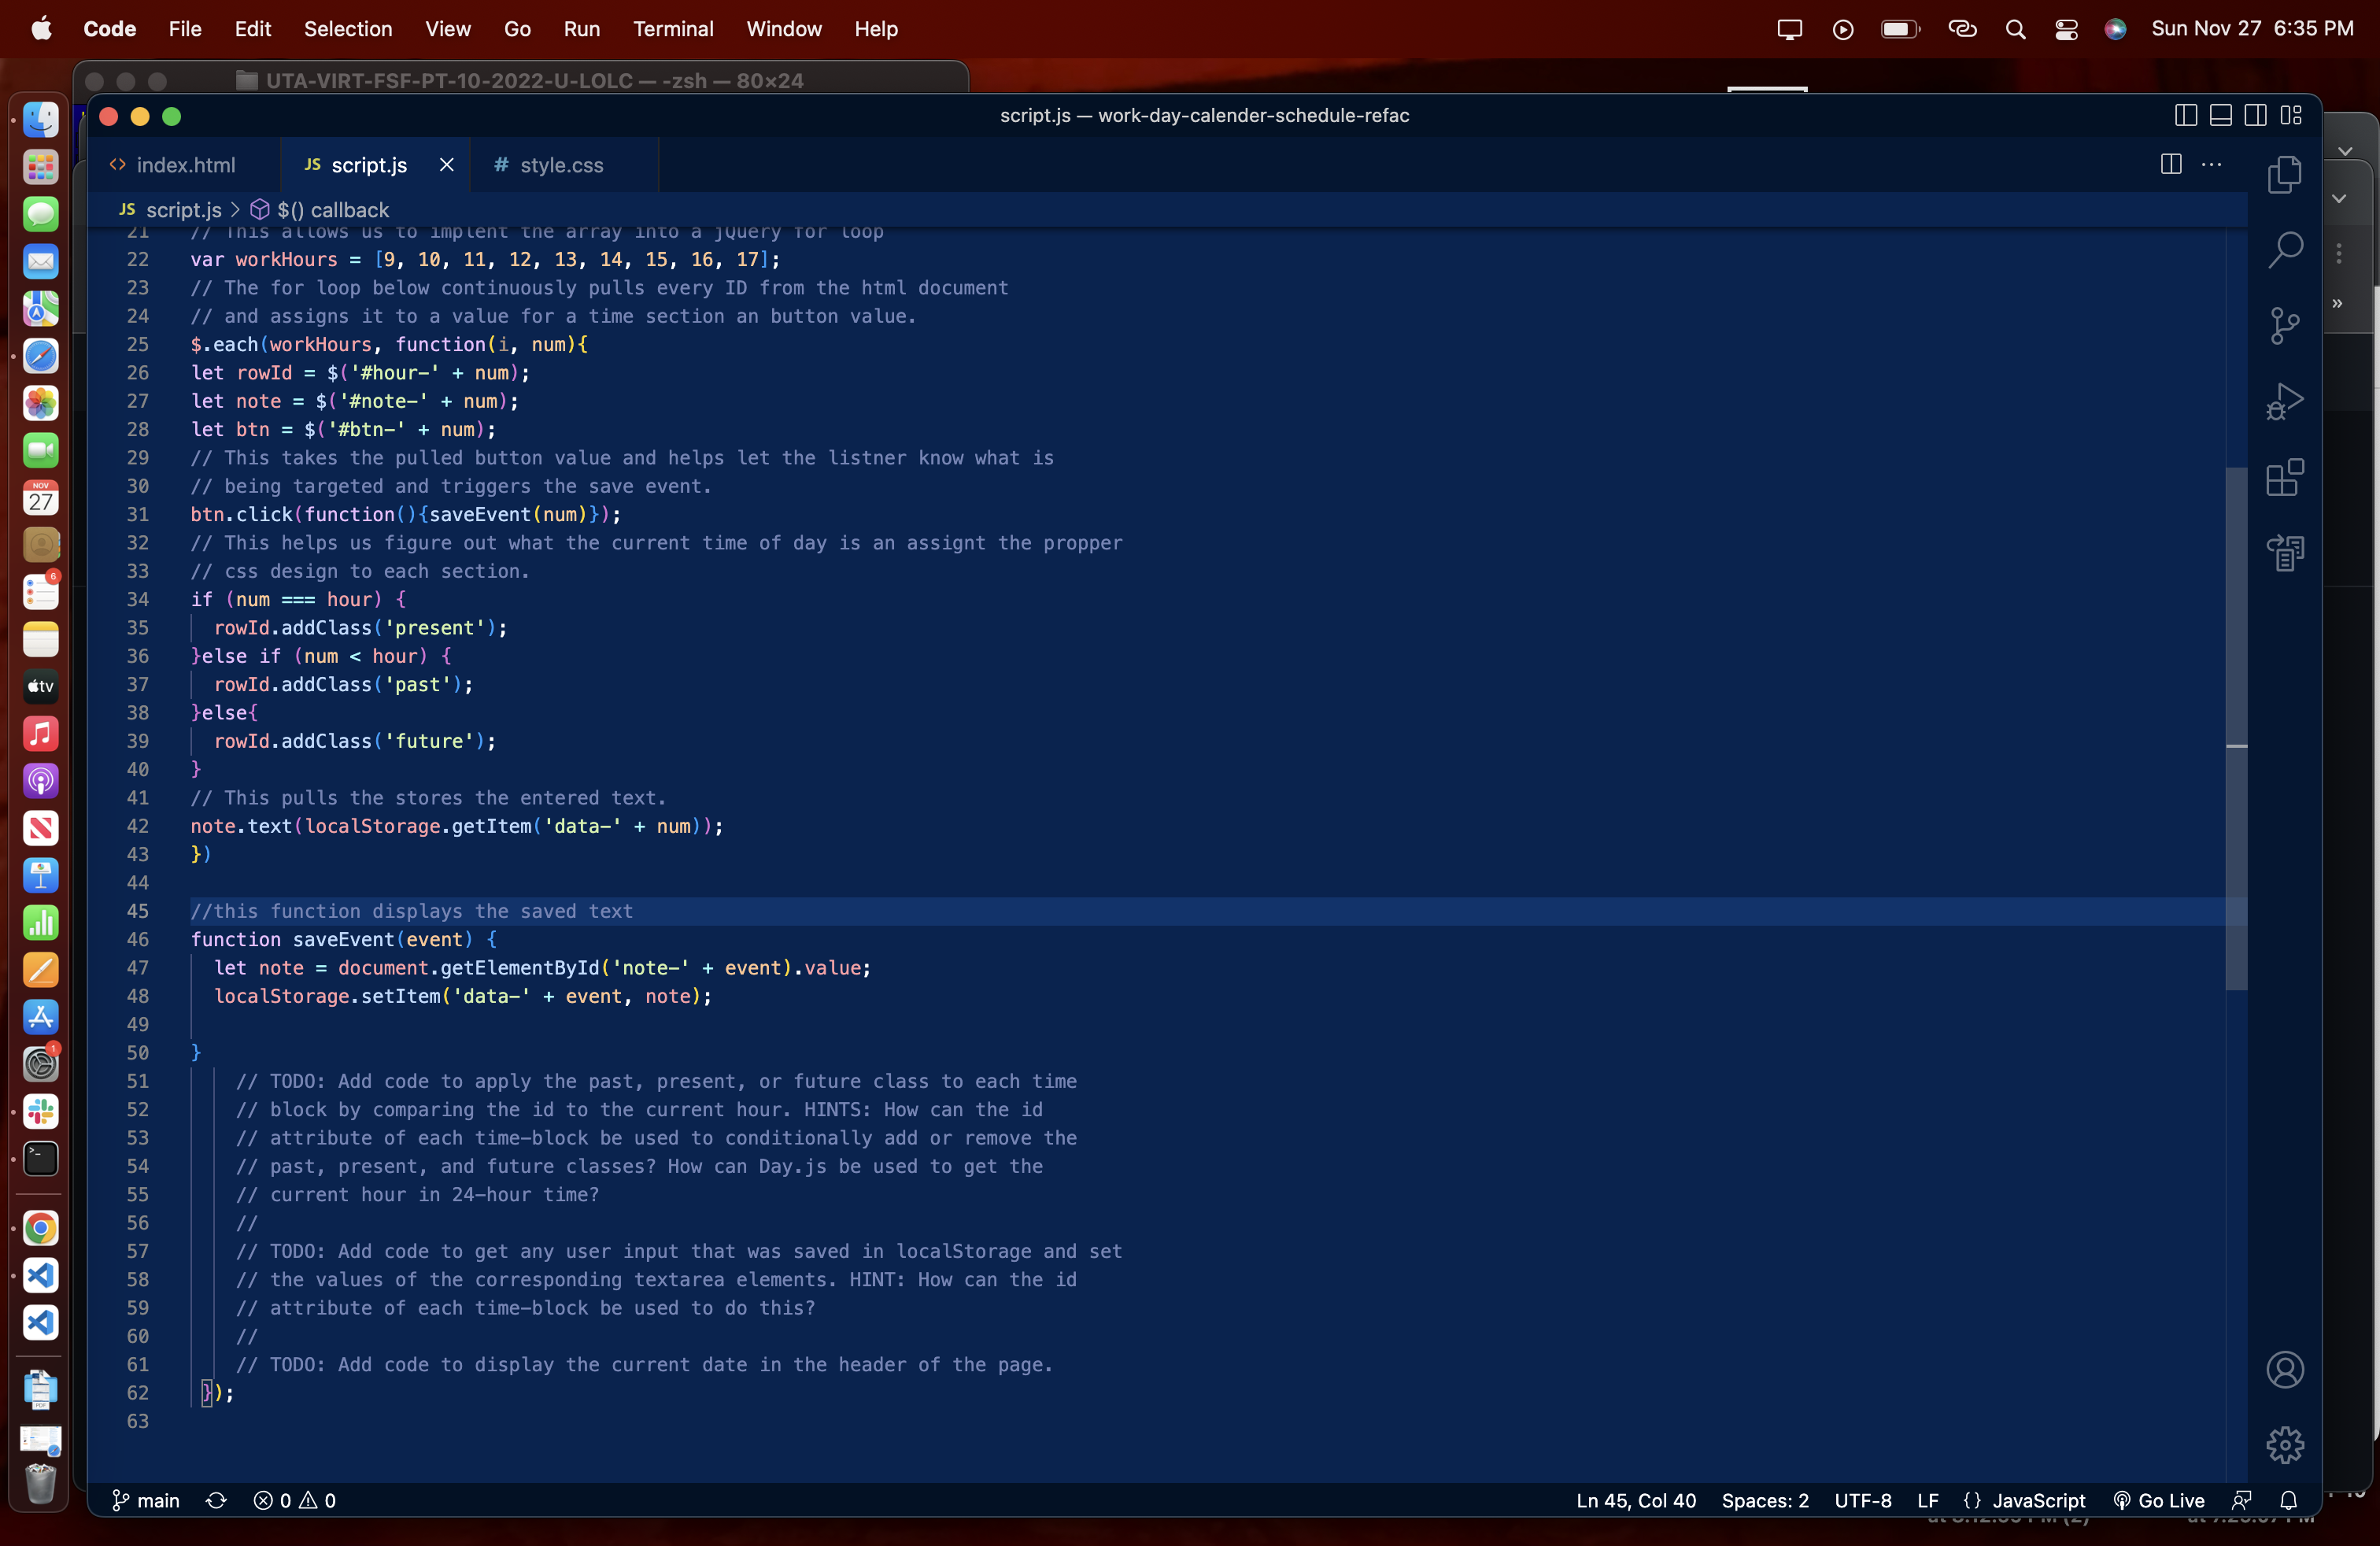 Code File Edit Selection View Go Run Terminal Window Help Sun Nov 27 6:35 PM
UTA-VIRT-FSF-PT-10-2022-U-LOLC — -zsh — 80×24
script.js — work-day-calender-schedule-refac
<> index.html JS script.js # style.css
JS script.js > $() callback
21 // This allows us to implent the array into a jQuery for loop
22 var workHours = [9, 10, 11, 12, 13, 14, 15, 16, 17];
23 // The for loop below continuously pulls every ID from the html document
24 // and assigns it to a value for a time section an button value.
25 $.each(workHours, function(i, num){
26 let rowId = $('#hour-' + num);
27 let note = $('#note-' + num);
28 let btn = $('#btn-' + num);
29 // This takes the pulled button value and helps let the listner know what is
30 // being targeted and triggers the save event.
31 btn.click(function(){saveEvent(num)});
32 // This helps us figure out what the current time of day is an assignt the propper
33 // css design to each section.
34 if (num === hour) {
35 rowId.addClass('present');
36 }else if (num < hour) {
37 rowId.addClass('past');
38 }else{
39 rowId.addClass('future');
40 }
41 // This pulls the stores the entered text.
42 note.text(localStorage.getItem('data-' + num));
43 })
44
45 //this function displays the saved text
46 function saveEvent(event) {
47 let note = document.getElementById('note-' + event).value;
48 localStorage.setItem('data-' + event, note);
49
50 }
51 // TODO: Add code to apply the past, present, or future class to each time
52 // block by comparing the id to the current hour. HINTS: How can the id
53 // attribute of each time-block be used to conditionally add or remove the
54 // past, present, and future classes? How can Day.js be used to get the
55 // current hour in 24-hour time?
56 //
57 // TODO: Add code to get any user input that was saved in localStorage and set
58 // the values of the corresponding textarea elements. HINT: How can the id
59 // attribute of each time-block be used to do this?
60 //
61 // TODO: Add code to display the current date in the header of the page.
62 });
63
NOV
27
6
tv
1
PDF
main 0 0 Ln 45, Col 40 Spaces: 2 UTF-8 LF {} JavaScript Go Live